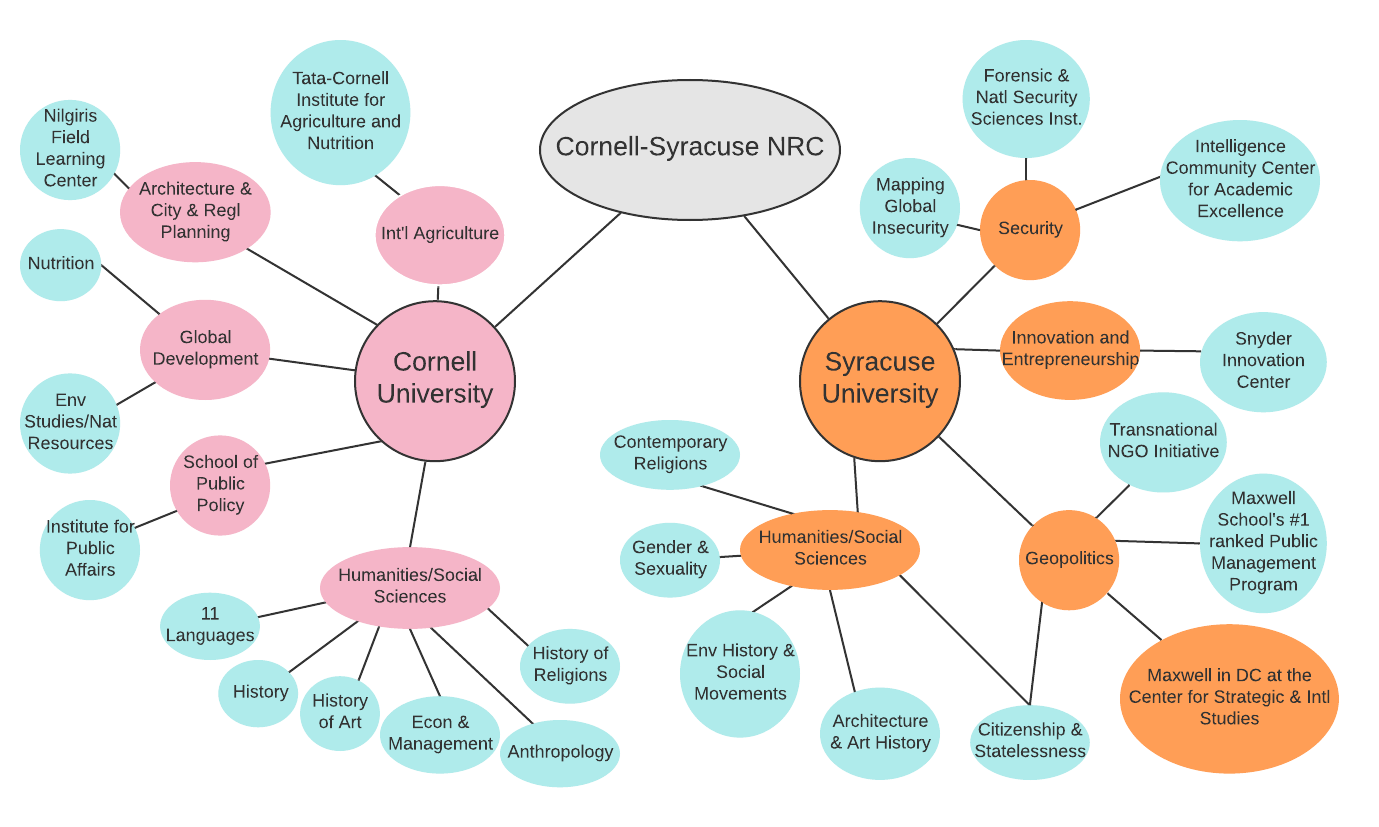 Cornell-Syracuse NRC
Tata-Cornell
Institute for
Agriculture and
Nutrition
Nilgiris
Field
Learning
Center
Architecture &
City & Regl
Planning
Int'l Agriculture
Nutrition
Global
Development
Env
Studies/Nat
Resources
Cornell
University
School of
Public
Policy
Institute for
Public
Affairs
Humanities/Social
Sciences
11
Languages
History
History
of Art
Econ &
Management
Anthropology
History of
Religions
Forensic &
Natl Security
Sciences Inst.
Intelligence
Community Center
for Academic
Excellence
Mapping
Global
Insecurity
Security
Syracuse
University
Innovation and
Entrepreneurship
Snyder
Innovation
Center
Transnational
NGO Initiative
Maxwell
School's #1
ranked Public
Management
Program
Geopolitics
Maxwell in DC at the
Center for Strategic & Intl
Studies
Contemporary
Religions
Humanities/Social
Sciences
Gender &
Sexuality
Env History &
Social
Movements
Architecture
& Art History
Citizenship &
Statelessness